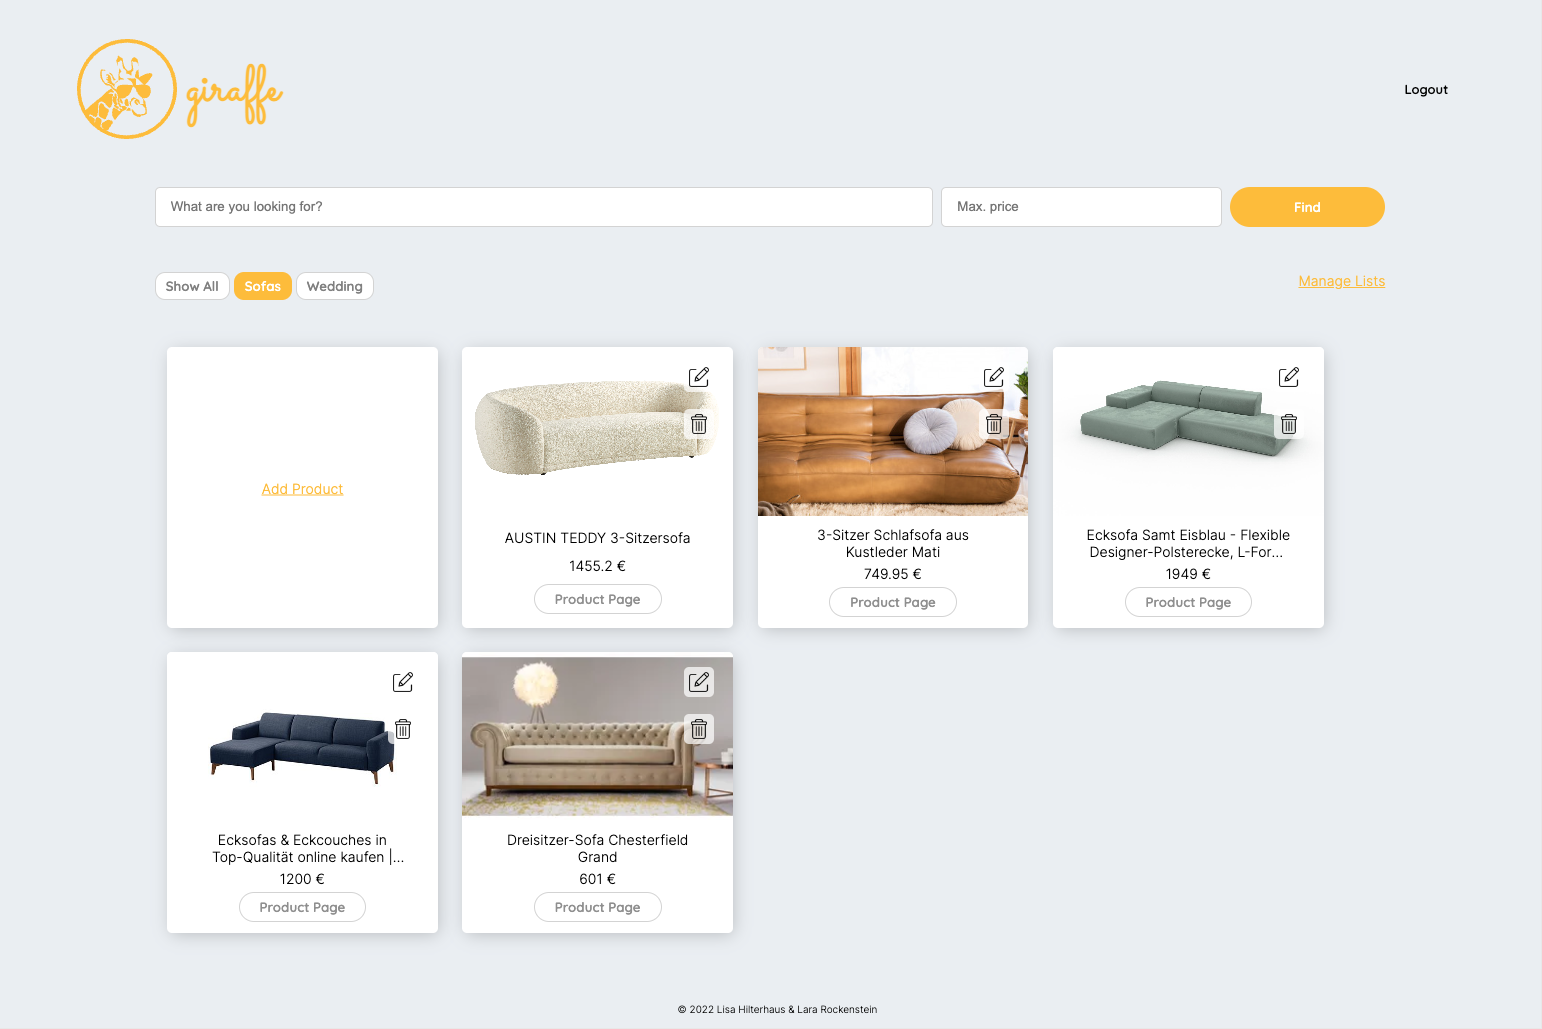 giraffe
Logout
What are you looking for?
Max. price
Find
Show All
Sofas
Wedding
Manage Lists
Add Product
AUSTIN TEDDY 3-Sitzersofa
1455.2 €
Product Page
3-Sitzer Schlafsofa aus
Kustleder Mati
749.95 €
Product Page
Ecksofa Samt Eisblau - Flexible
Designer-Polsterecke, L-For...
1949 €
Product Page
Ecksofas & Eckcouches in
Top-Qualität online kaufen |...
1200 €
Product Page
Dreisitzer-Sofa Chesterfield
Grand
601 €
Product Page
© 2022 Lisa Hilterhaus & Lara Rockenstein